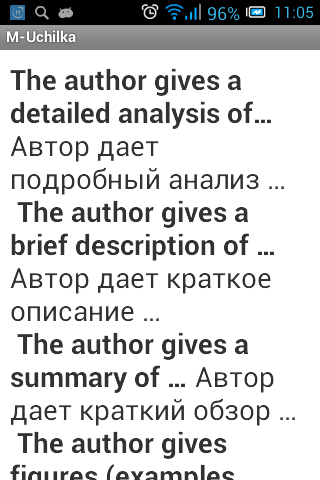 96% 11:05
M-Uchilka
The author gives a
detailed analysis of...
Автор дает
подробный анализ ...
The author gives a
brief description of ...
Автор дает краткое
описание ...
The author gives a
summary of ... Автор
дает краткий обзор ...
The author gives
figures (examples,